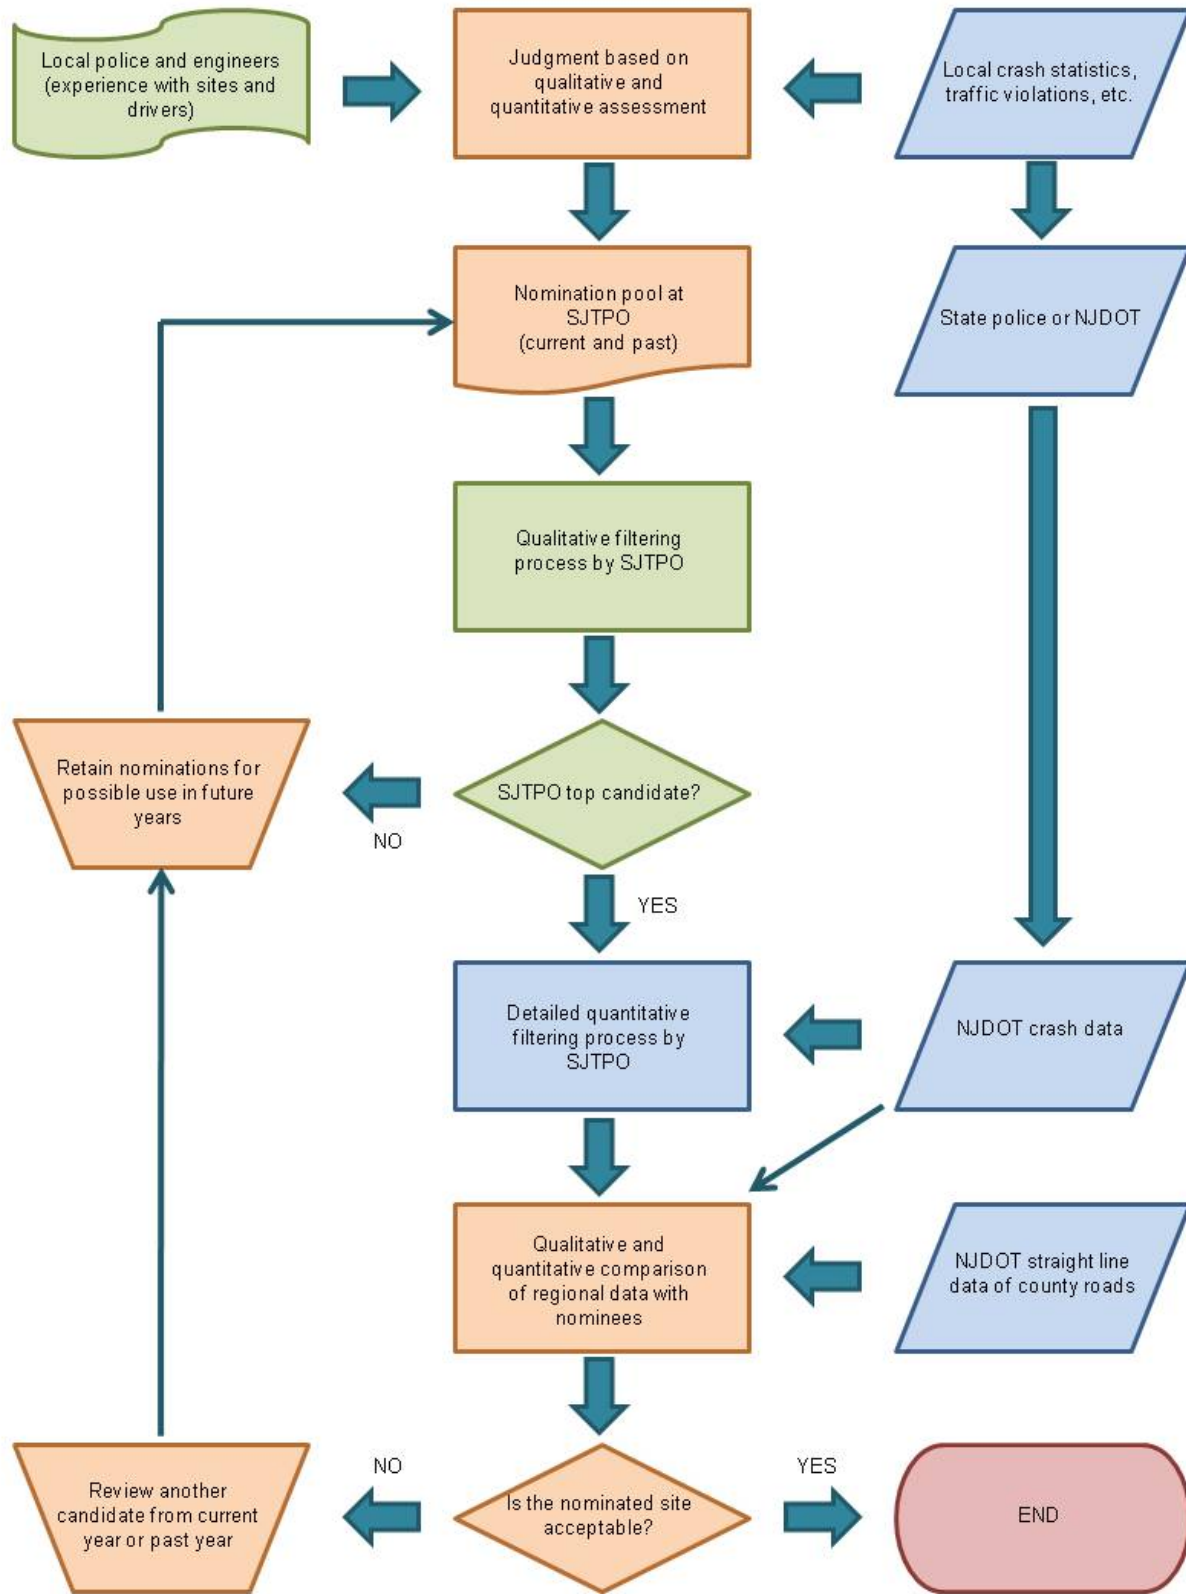 Local police and engineers
(experience with sites and
drivers)
Judgment based on
qualitative and
quantitative assessment
Local crash statistics,
traffic violations, etc.
Nomination pool at
SJTPO
(current and past)
State police or NJDOT
Qualitative filtering
process by SJTPO
Retain nominations for
possible use in future
years
NO
SJTPO top candidate?
YES
Detailed quantitative
filtering process by
SJTPO
NJDOT crash data
Qualitative and
quantitative comparison
of regional data with
nominees
NJDOT straight line
data of county roads
Review another
candidate from current
year or past year
NO
Is the nominated site
acceptable?
YES
END